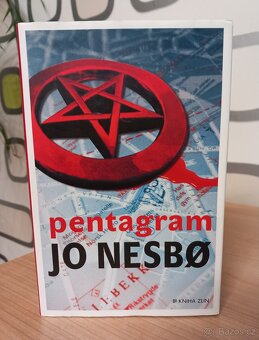 pentagram
JO NESBØ
KNIHA ZLIN
Bazos.cz